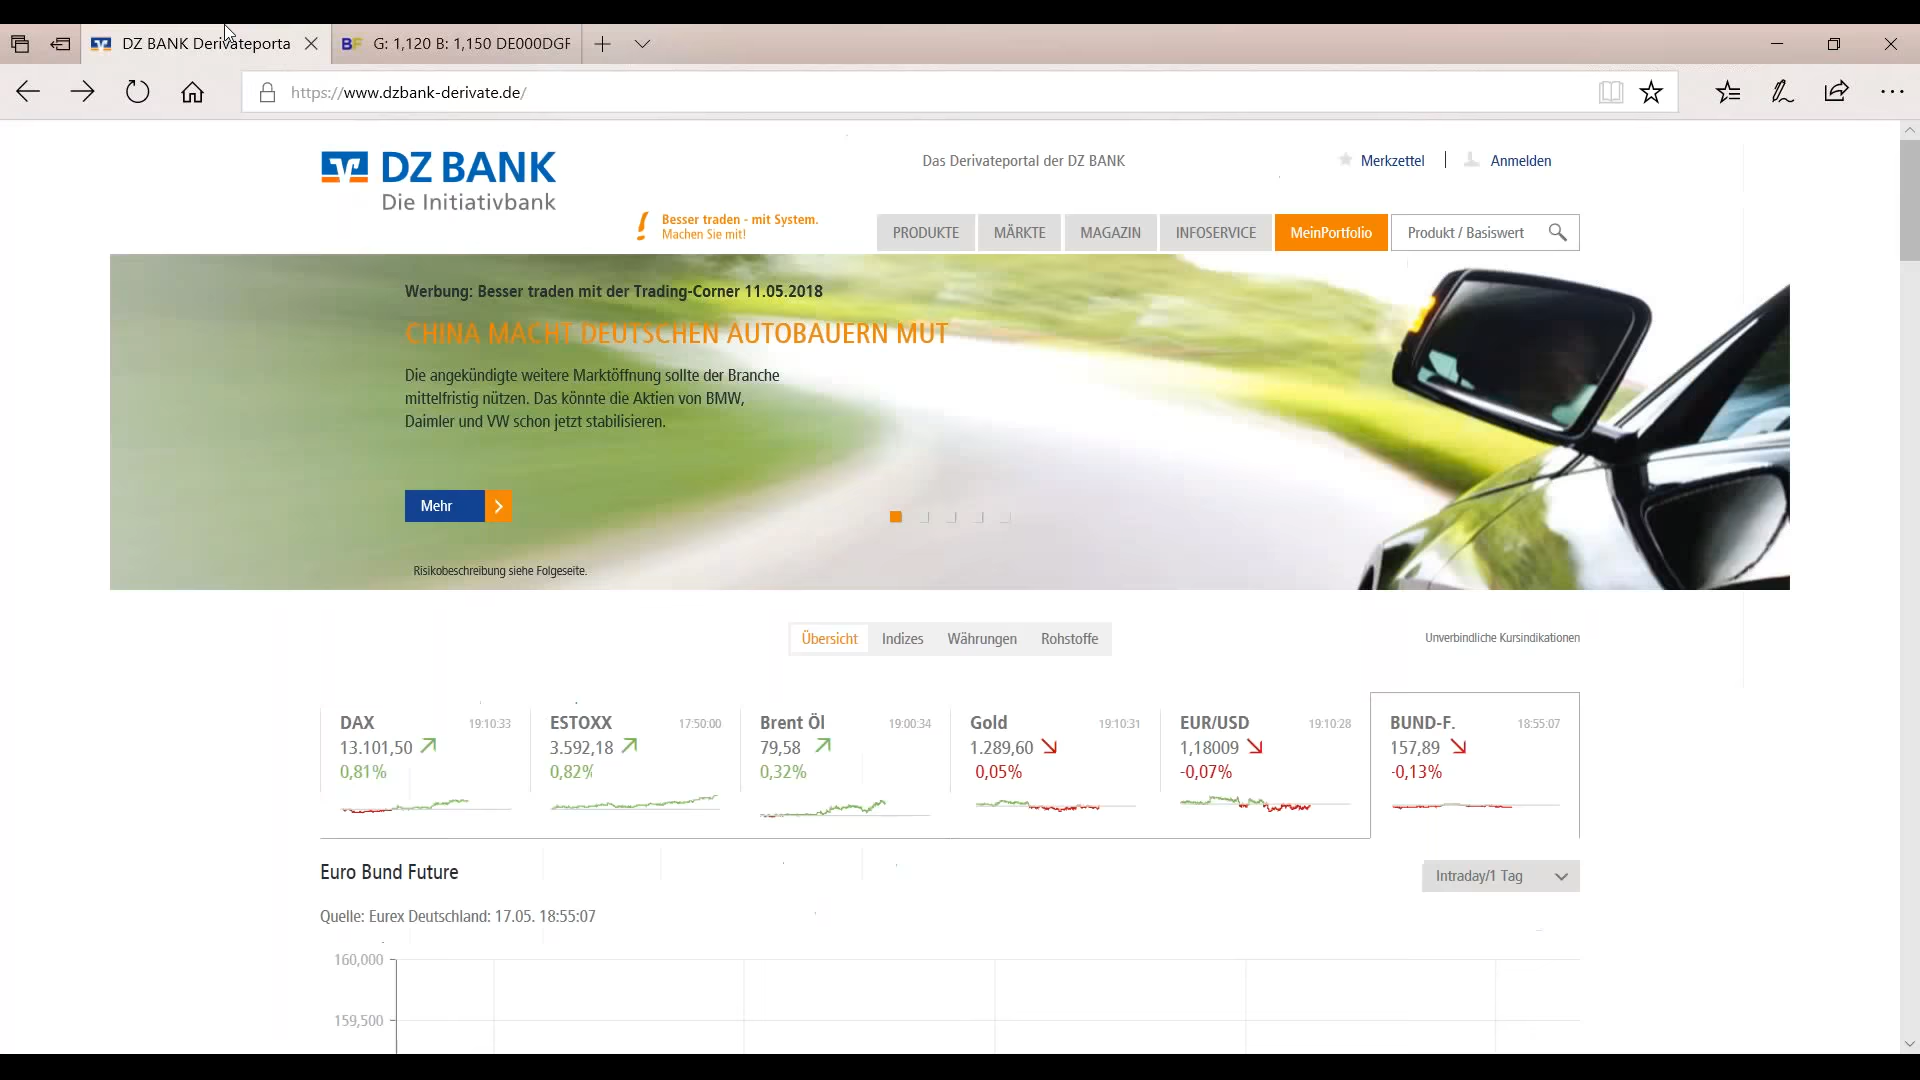 DZ BANK Derivateporta
G: 1,120 B: 1,150 DE000DGF
https://www.dzbank-derivate.de/
DZ BANK
Die Initiativbank
Das Derivateportal der DZ BANK
Merkzettel
Anmelden
Besser traden - mit System.
Machen Sie mit!
PRODUKTE
MÄRKTE
MAGAZIN
INFOSERVICE
MeinPortfolio
Produkt / Basiswert
Werbung: Besser traden mit der Trading-Corner 11.05.2018
CHINA MACHT DEUTSCHEN AUTOBAUERN MUT
Die angekündigte weitere Marktöffnung sollte der Branche
mittelfristig nützen. Das könnte die Aktien von BMW,
Daimler und VW schon jetzt stabilisieren.
Mehr
Risikobeschreibung siehe Folgeseite.
Übersicht
Indizes
Währungen
Rohstoffe
Unverbindliche Kursindikationen
DAX 19:10:33
13.101,50
0,81%
ESTOXX 17:50:00
3.592,18
0,82%
Brent Öl 19:00:34
79,58
0,32%
Gold 19:10:31
1.289,60
0,05%
EUR/USD 19:10:28
1,18009
-0,07%
BUND-F. 18:55:07
157,89
-0,13%
Euro Bund Future
Intraday/1 Tag
Quelle: Eurex Deutschland: 17.05. 18:55:07
160,000
159,500